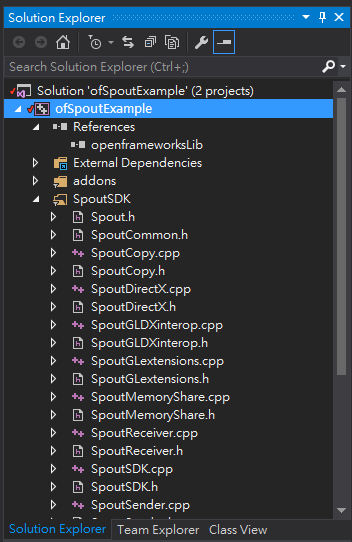 Solution Explorer
Search Solution Explorer (Ctrl+;)
Solution 'ofSpoutExample' (2 projects)
ofSpoutExample
References
openframeworksLib
External Dependencies
addons
SpoutSDK
Spout.h
SpoutCommon.h
SpoutCopy.cpp
SpoutCopy.h
SpoutDirectX.cpp
SpoutDirectX.h
SpoutGLDXinterop.cpp
SpoutGLDXinterop.h
SpoutGLextensions.cpp
SpoutGLextensions.h
SpoutMemoryShare.cpp
SpoutMemoryShare.h
SpoutReceiver.cpp
SpoutReceiver.h
SpoutSDK.cpp
SpoutSDK.h
SpoutSender.cpp
Solution Explorer Team Explorer Class View